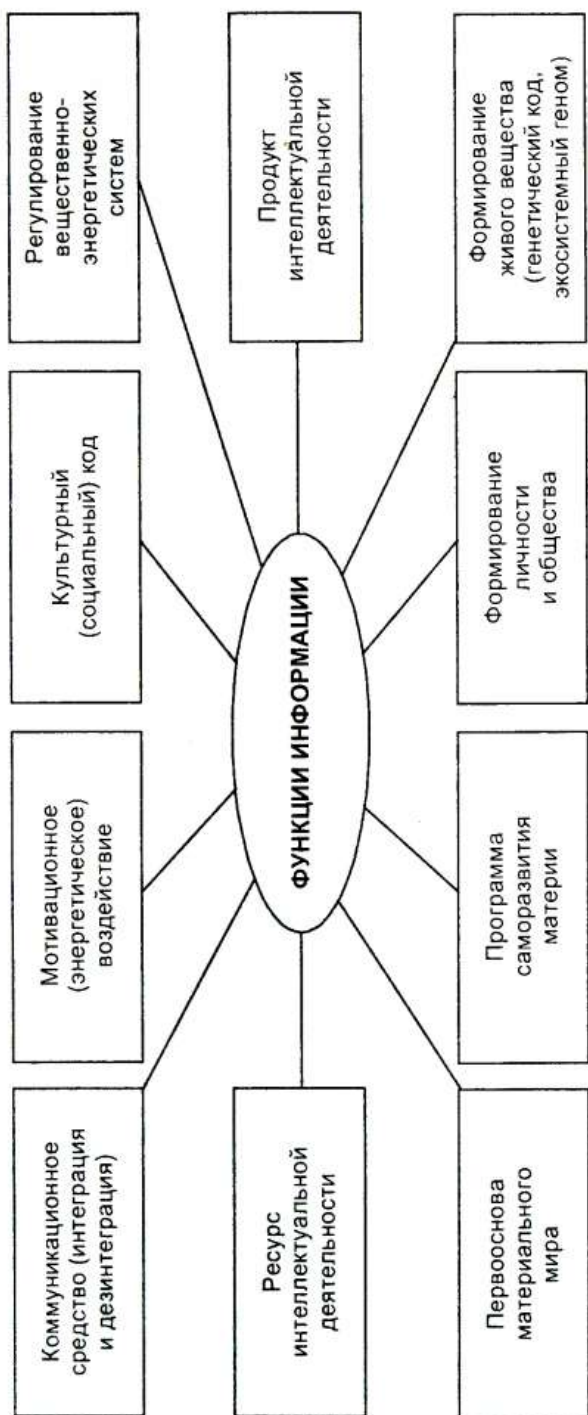 Коммуникационное
средство (интеграция
и дезинтеграция)
Мотивационное
(энергетическое)
воздействие
Культурный
(социальный) код
Регулирование
вещественно-
энергетических
систем
Ресурс
интеллектуальной
деятельности
ФУНКЦИИ ИНФОРМАЦИИ
Продукт
интеллектуальной
деятельности
Первооснова
материального
мира
Программа
саморазвития
материи
Формирование
личности
и общества
Формирование
живого вещества
(генетический код,
экосистемный геном)